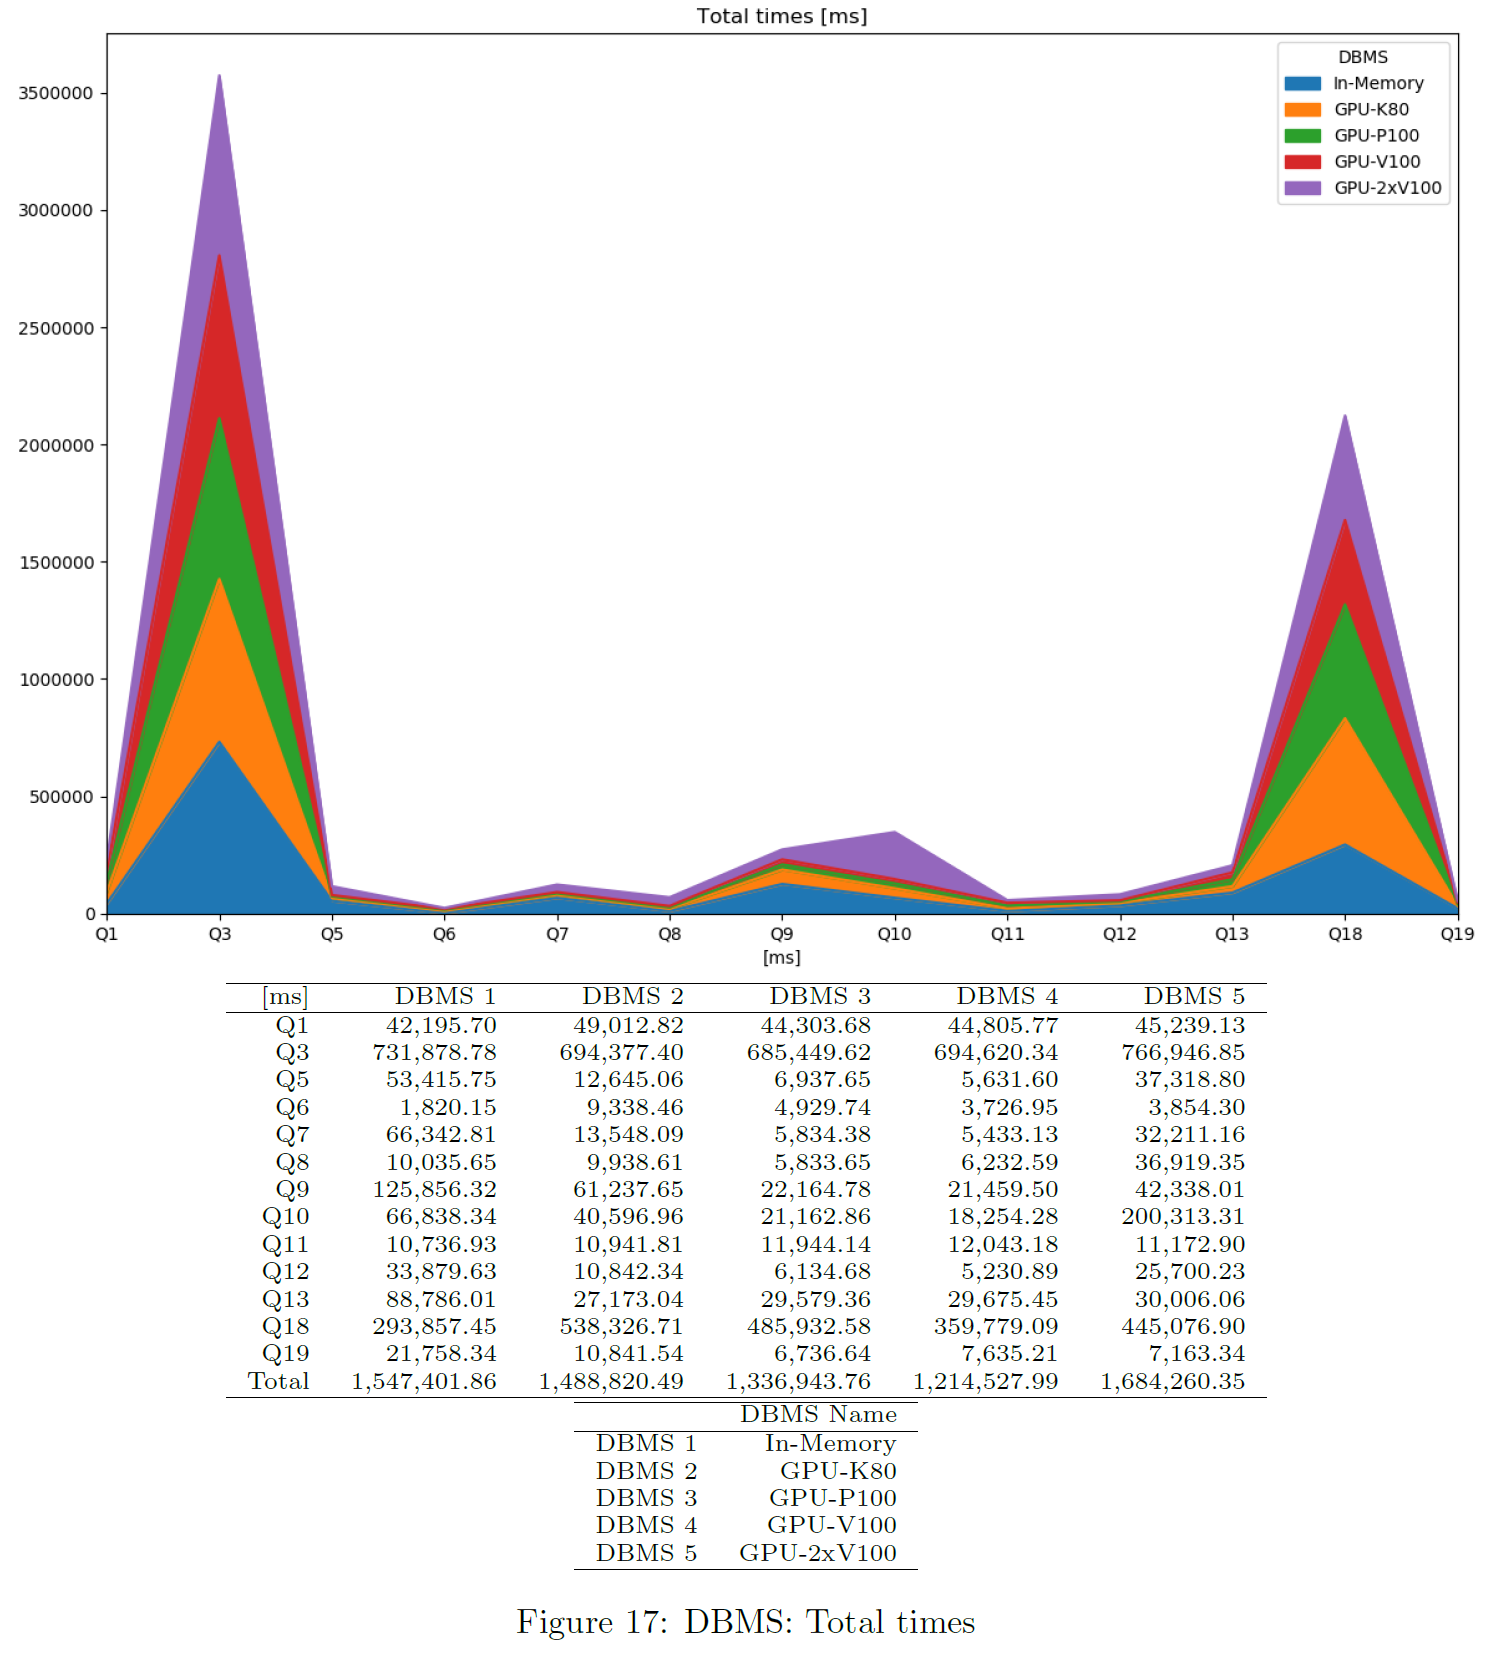 Total times [ms]
DBMS
In-Memory
GPU-K80
GPU-P100
GPU-V100
GPU-2xV100
3500000
3000000
2500000
2000000
1500000
1000000
500000
0
Q1 Q3 Q5 Q6 Q7 Q8 Q9 Q10 Q11 Q12 Q13 Q18 Q19
[ms]
[ms] DBMS 1 DBMS 2 DBMS 3 DBMS 4 DBMS 5
Q1 42,195.70 49,012.82 44,303.68 44,805.77 45,239.13
Q3 731,878.78 694,377.40 685,449.62 694,620.34 766,946.85
Q5 53,415.75 12,645.06 6,937.65 5,631.60 37,318.80
Q6 1,820.15 9,338.46 4,929.74 3,726.95 3,854.30
Q7 66,342.81 13,548.09 5,834.38 5,433.13 32,211.16
Q8 10,035.65 9,938.61 5,833.65 6,232.59 36,919.35
Q9 125,856.32 61,237.65 22,164.78 21,459.50 42,338.01
Q10 66,838.34 40,596.96 21,162.86 18,254.28 200,313.31
Q11 10,736.93 10,941.81 11,944.14 12,043.18 11,172.90
Q12 33,879.63 10,842.34 6,134.68 5,230.89 25,700.23
Q13 88,786.01 27,173.04 29,579.36 29,675.45 30,006.06
Q18 293,857.45 538,326.71 485,932.58 359,779.09 445,076.90
Q19 21,758.34 10,841.54 6,736.64 7,635.21 7,163.34
Total 1,547,401.86 1,488,820.49 1,336,943.76 1,214,527.99 1,684,260.35
DBMS Name
DBMS 1 In-Memory
DBMS 2 GPU-K80
DBMS 3 GPU-P100
DBMS 4 GPU-V100
DBMS 5 GPU-2xV100
Figure 17: DBMS: Total times